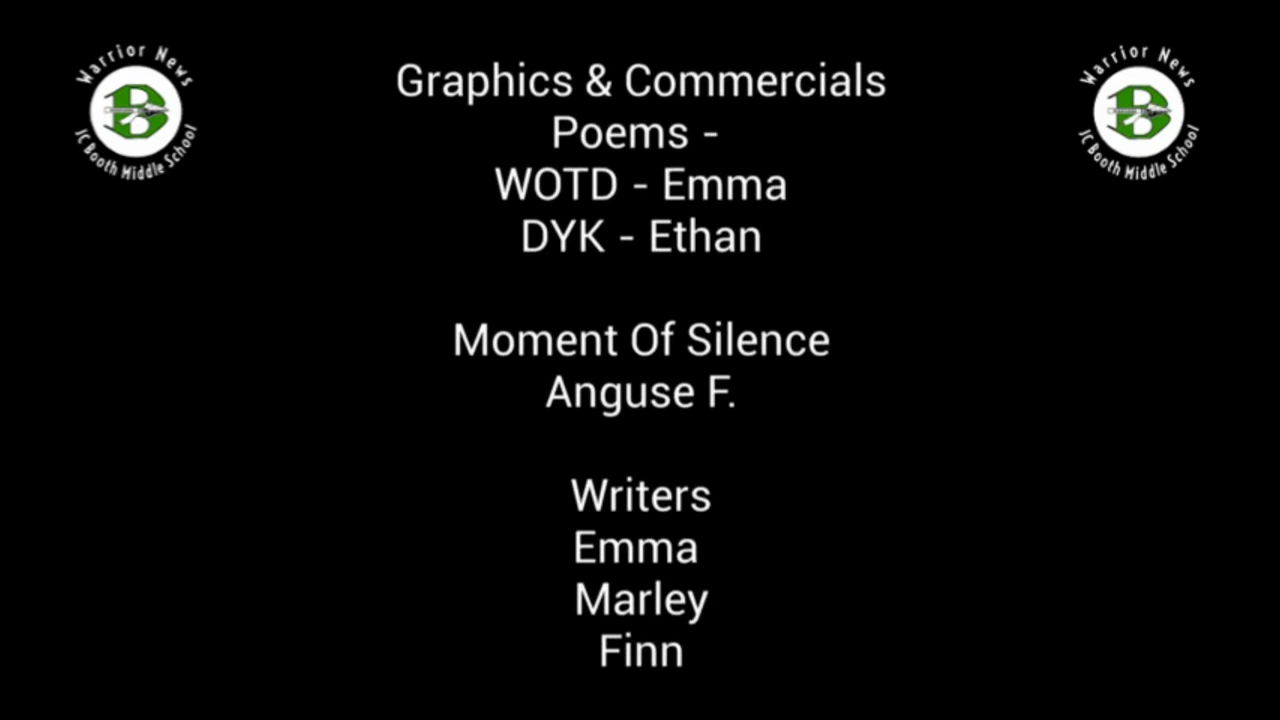 Warrior News
JC Booth Middle School
B
Graphics & Commercials
Poems -
WOTD - Emma
DYK - Ethan
Moment Of Silence
Anguse F.
Writers
Emma
Marley
Finn
Warrior News
JC Booth Middle School
B